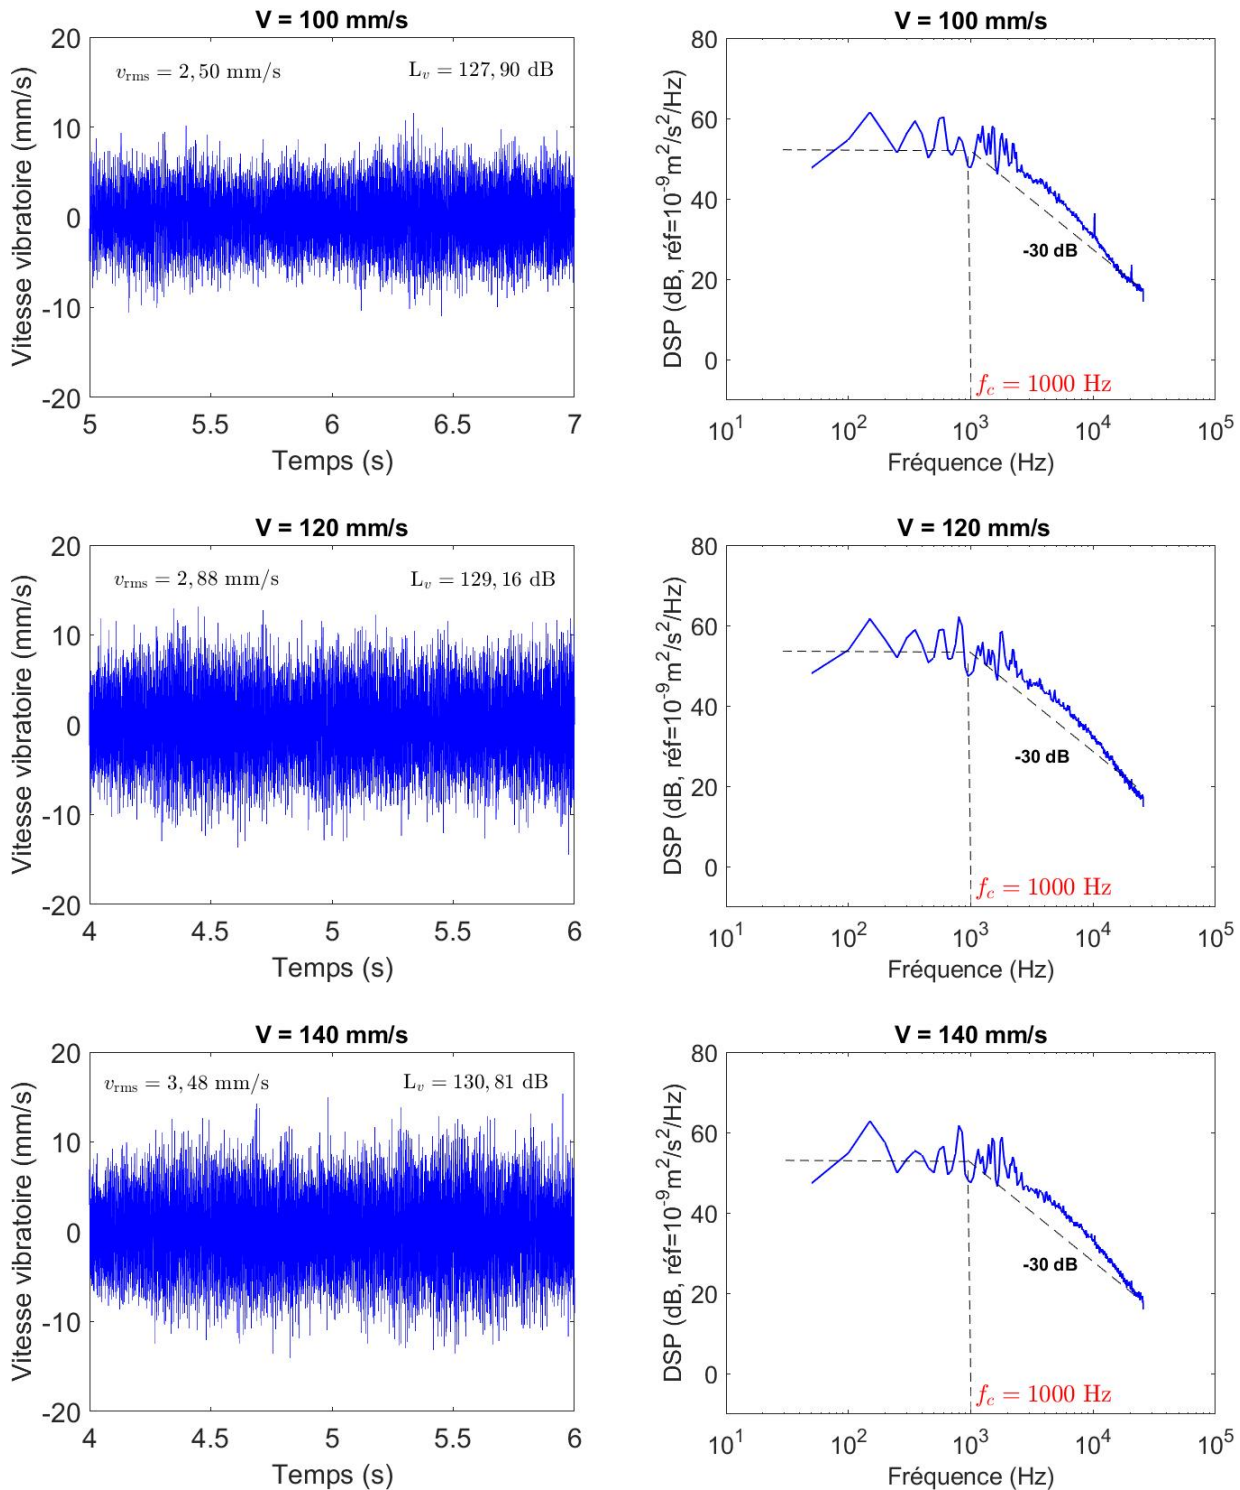 V = 100 mm/s
v_rms = 2,50 mm/s
L_v = 127,90 dB
Vitesse vibratoire (mm/s)
20
10
0
-10
-20
5
5.5
6
6.5
7
Temps (s)
V = 100 mm/s
DSP (dB, réf=10^-9m^2/s^2/Hz)
80
60
40
20
0
-30 dB
f_c = 1000 Hz
10^1
10^2
10^3
10^4
10^5
Fréquence (Hz)
V = 120 mm/s
v_rms = 2,88 mm/s
L_v = 129,16 dB
Vitesse vibratoire (mm/s)
20
10
0
-10
-20
4
4.5
5
5.5
6
Temps (s)
V = 120 mm/s
DSP (dB, réf=10^-9m^2/s^2/Hz)
80
60
40
20
0
-30 dB
f_c = 1000 Hz
10^1
10^2
10^3
10^4
10^5
Fréquence (Hz)
V = 140 mm/s
v_rms = 3,48 mm/s
L_v = 130,81 dB
Vitesse vibratoire (mm/s)
20
10
0
-10
-20
4
4.5
5
5.5
6
Temps (s)
V = 140 mm/s
DSP (dB, réf=10^-9m^2/s^2/Hz)
80
60
40
20
0
-30 dB
f_c = 1000 Hz
10^1
10^2
10^3
10^4
10^5
Fréquence (Hz)